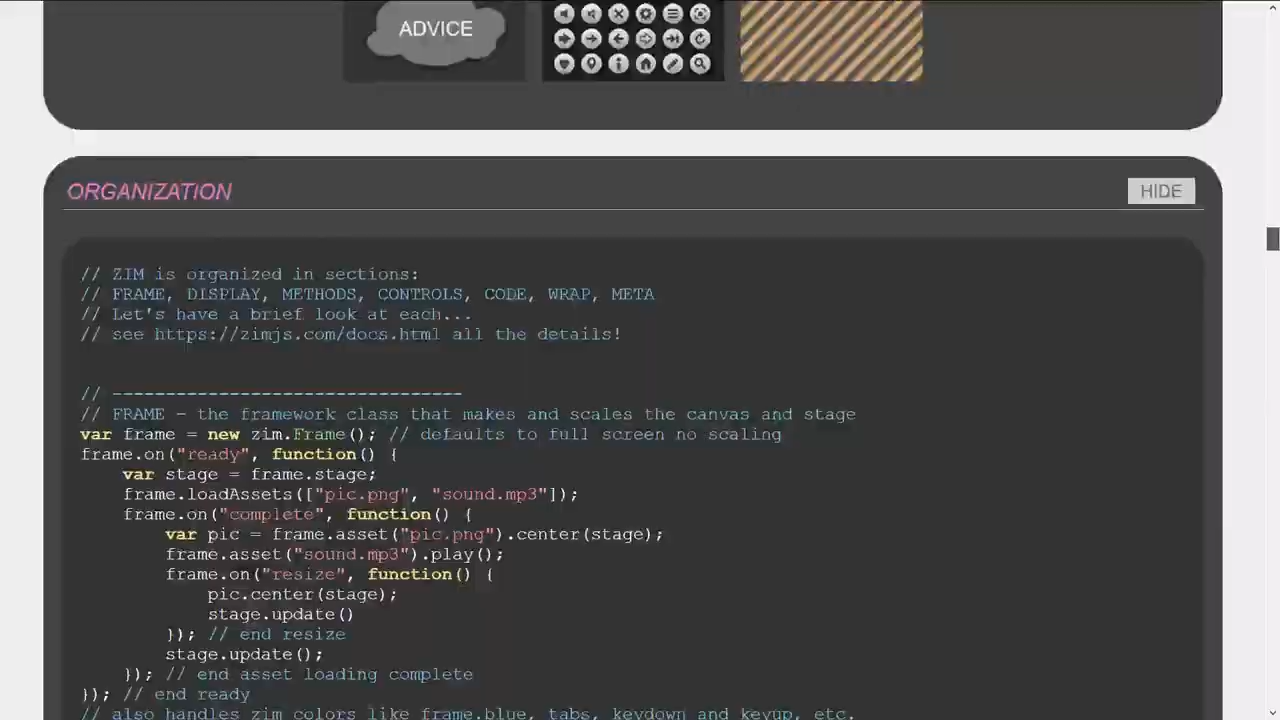 ADVICE
ORGANIZATION
HIDE
// ZIM is organized in sections:
// FRAME, DISPLAY, METHODS, CONTROLS, CODE, WRAP, META
// Let's have a brief look at each...
// see https://zimjs.com/docs.html all the details!
// ---------------------------------
// FRAME - the framework class that makes and scales the canvas and stage
var frame = new zim.Frame(); // defaults to full screen no scaling
frame.on("ready", function() {
    var stage = frame.stage;
    frame.loadAssets(["pic.png", "sound.mp3"]);
    frame.on("complete", function() {
        var pic = frame.asset("pic.png").center(stage);
        frame.asset("sound.mp3").play();
        frame.on("resize", function() {
            pic.center(stage);
            stage.update()
        }); // end resize
        stage.update();
    }); // end asset loading complete
}); // end ready
// also handles zim colors like frame.blue, tabs, keydown and keyup, etc.